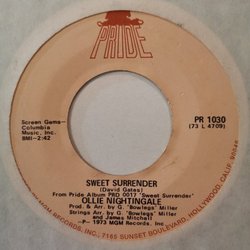 PRIDE
Screen Gems-
Columbia
Music, Inc.
BMI-2:42
PR 1030
(73 L 4709)
SWEET SURRENDER
(David Gates)
From Pride Album PRD 0017 'Sweet Surrender'
OLLIE NIGHTINGALE
Prod & Arr. by G. 'Bowlegs' Miller
Strings Arr. by G. 'Bowlegs' Miller
and James Mitchell
P-1973 MGM Records, Inc.
INC., 7165 SUNSET BOULEVARD, HOLLYWOOD, CALIF. 90046